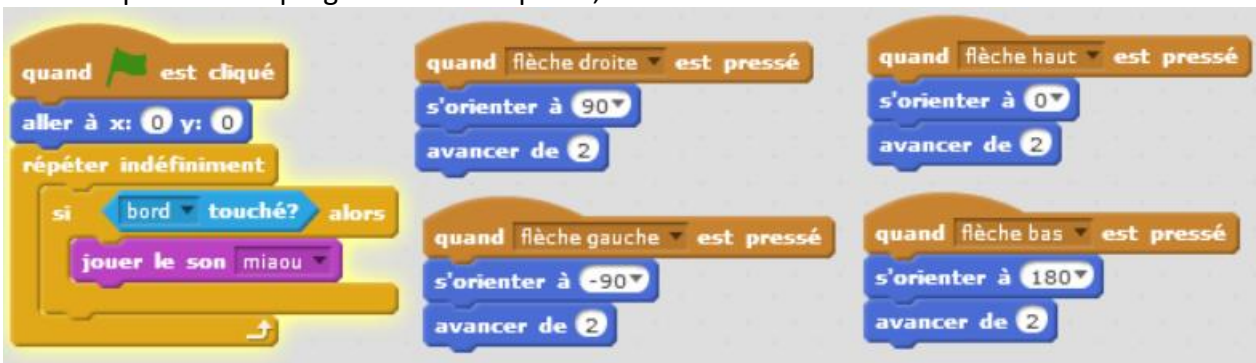 quand est cliqué
aller à x: 0 y: 0
répéter indéfiniment
si bord touché? alors
jouer le son miaou
quand flèche droite est pressé
s'orienter à 90
avancer de 2
quand flèche gauche est pressé
s'orienter à -90
avancer de 2
quand flèche haut est pressé
s'orienter à 0
avancer de 2
quand flèche bas est pressé
s'orienter à 180
avancer de 2